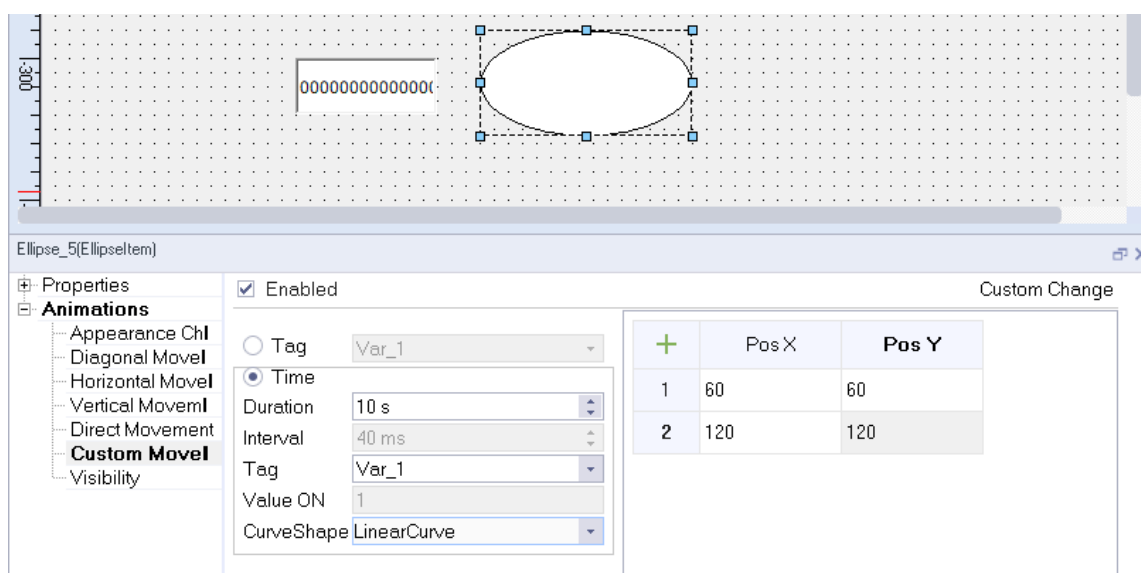 -300
000000000000000(
Ellipse_5(EllipseItem)
Properties
Animations
Appearance Chl
Diagonal Movel
Horizontal Movel
Vertical Moveml
Direct Movement
Custom Movel
Visibility
Enabled
Custom Change
Tag Var_1
Time
Duration 10 s
Interval 40 ms
Tag Var_1
Value ON 1
CurveShape LinearCurve
Pos X Pos Y
1 60 60
2 120 120